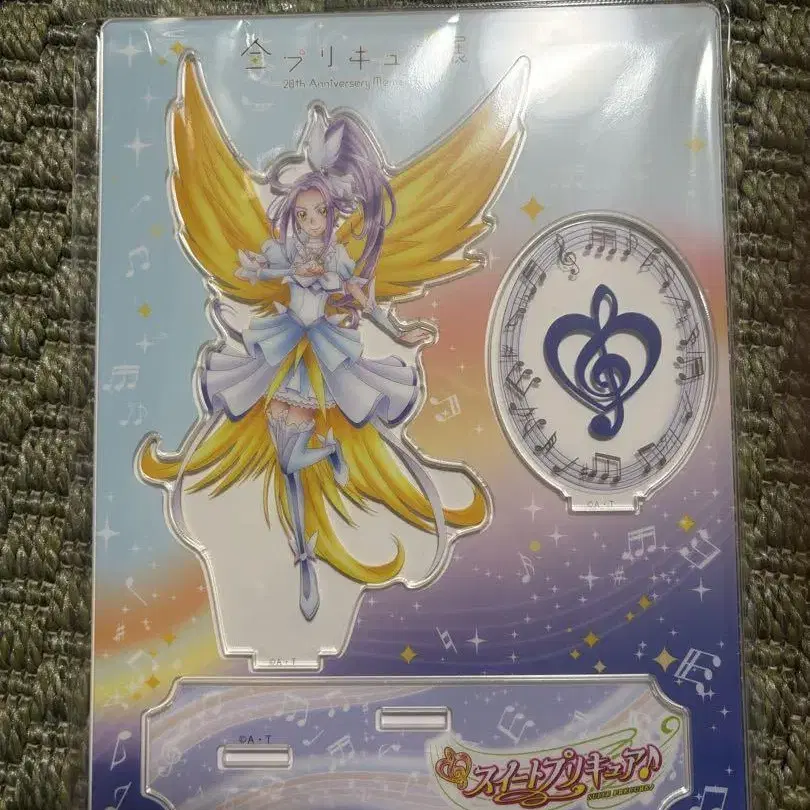 全プリキュア展
20th Anniversary
©A・T
©A・T
©A・T
スイートプリキュア♪
SUITE PRECURE♪